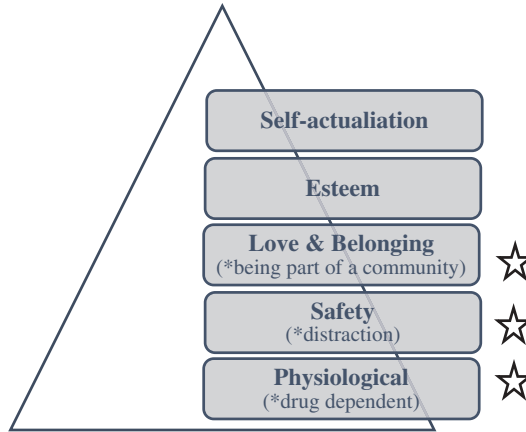 Self-actualiation
Esteem
Love & Belonging
(*being part of a community)
Safety
(*distraction)
Physiological
(*drug dependent)